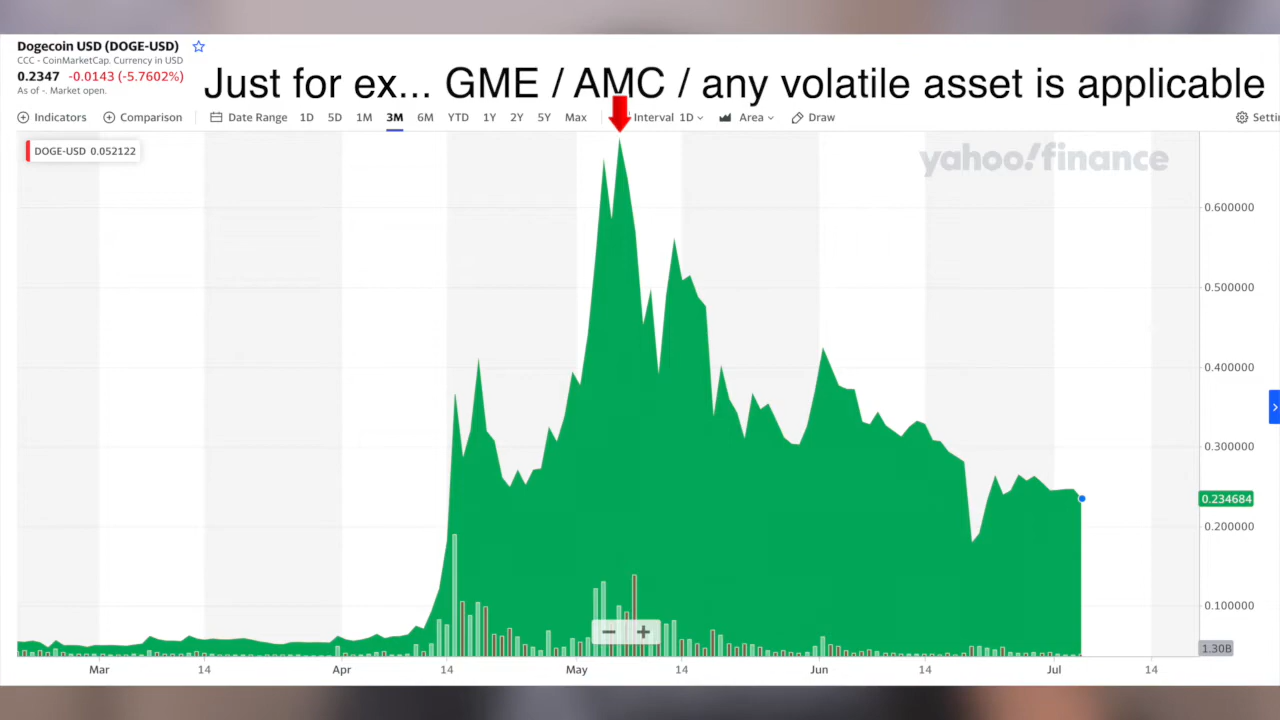 Dogecoin USD (DOGE-USD)
CCC - CoinMarketCap. Currency in USD
0.2347 -0.0143 (-5.7602%)
As of -. Market open.
Just for ex... GME / AMC / any volatile asset is applicable
Indicators Comparison Date Range 1D 5D 1M 3M 6M YTD 1Y 2Y 5Y Max Interval 1D Area Draw Settin
DOGE-USD 0.052122
yahoo!finance
0.600000
0.500000
0.400000
0.300000
0.234684
0.200000
0.100000
1.30B
Mar 14 Apr 14 May 14 Jun 14 Jul 14